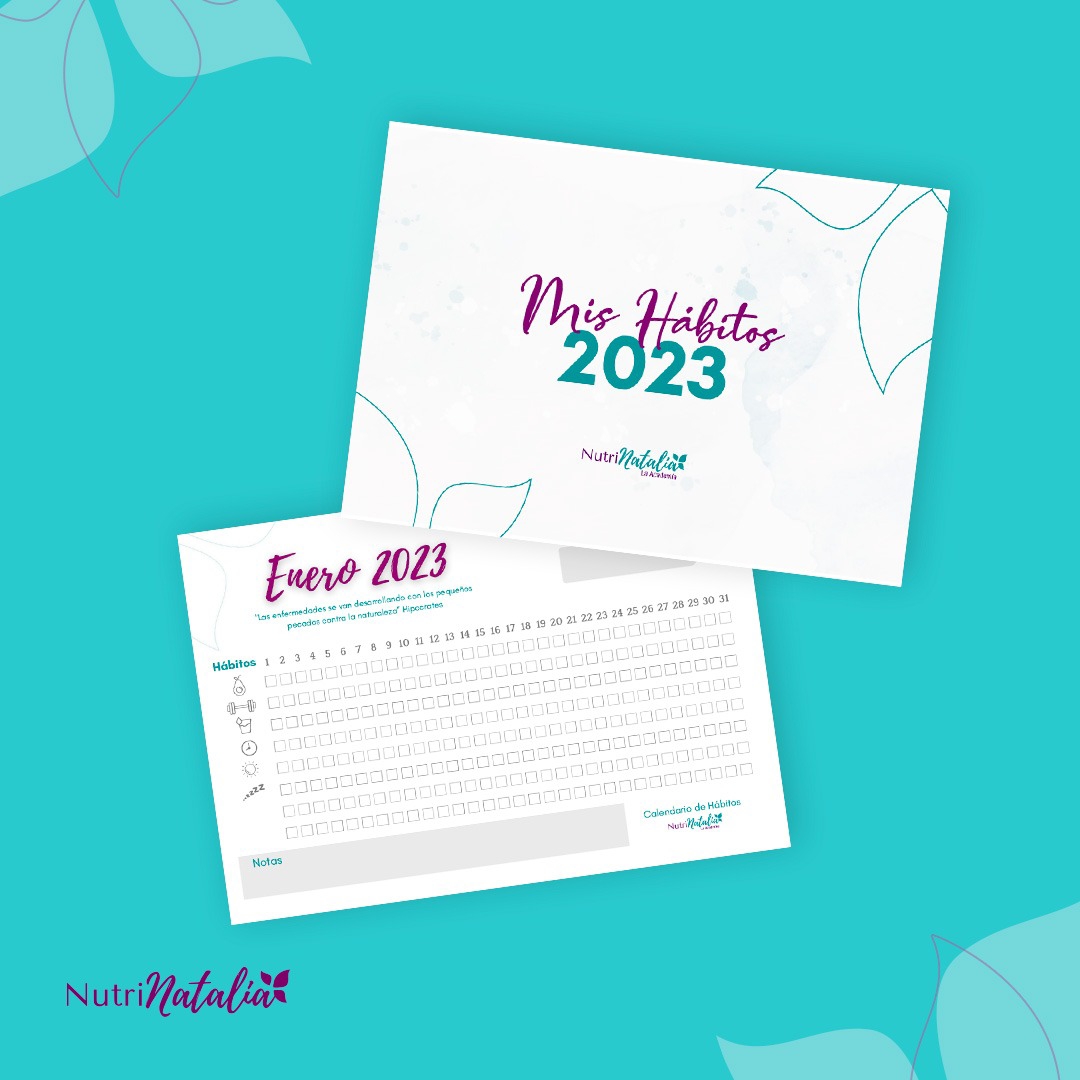 Mis Hábitos
2023
NutriNatalia
La Academia
Enero 2023
"Las enfermedades se van desarrollando con los pequeños
pecados contra la naturaleza" Hipócrates
Hábitos 1 2 3 4 5 6 7 8 9 10 11 12 13 14 15 16 17 18 19 20 21 22 23 24 25 26 27 28 29 30 31
zzzz
Notas
Calendario de Hábitos
NutriNatalia
La Academia
NutriNatalia